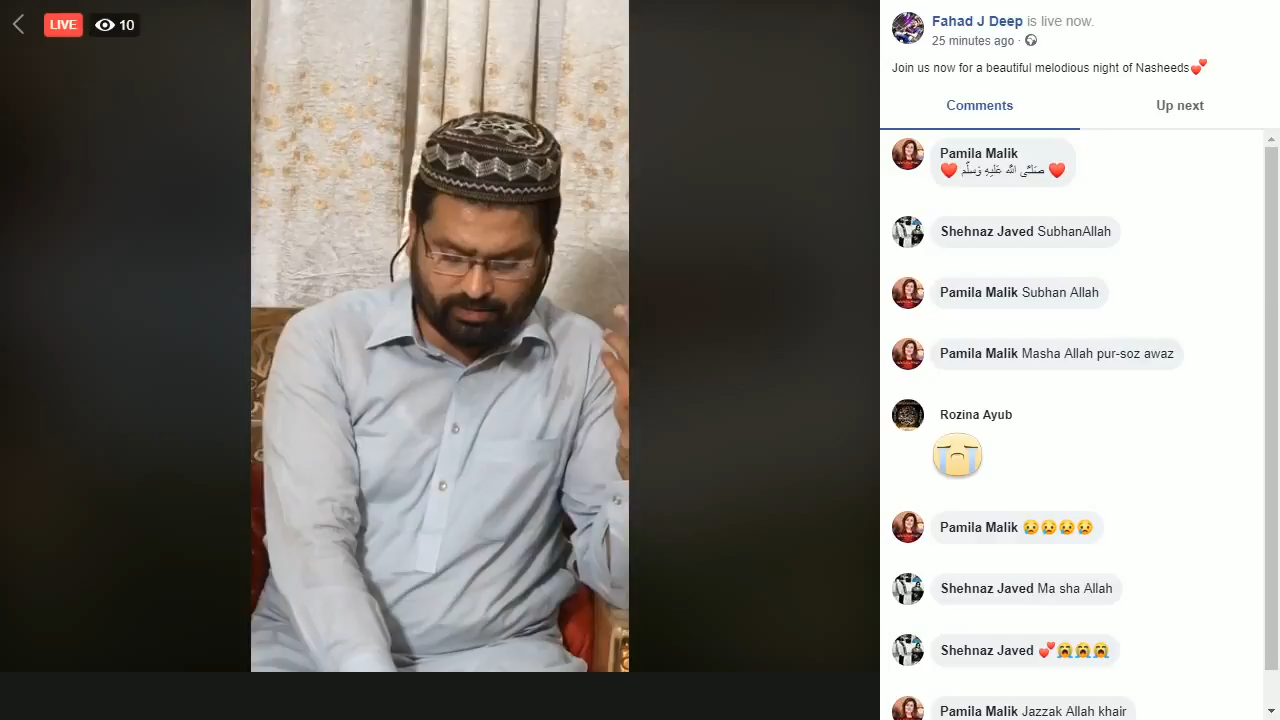 LIVE
10
Fahad J Deep is live now.
25 minutes ago ·
Join us now for a beautiful melodious night of Nasheeds💕
Comments
Up next
Pamila Malik
❤️ صَلَّى اللّٰه عَلَيْهِ وَسَلَّم ❤️
Shehnaz Javed SubhanAllah
Pamila Malik Subhan Allah
Pamila Malik Masha Allah pur-soz awaz
Rozina Ayub
Pamila Malik 😥😥😥😥
Shehnaz Javed Ma sha Allah
Shehnaz Javed 💕😭😭😭
Pamila Malik Jazzak Allah khair